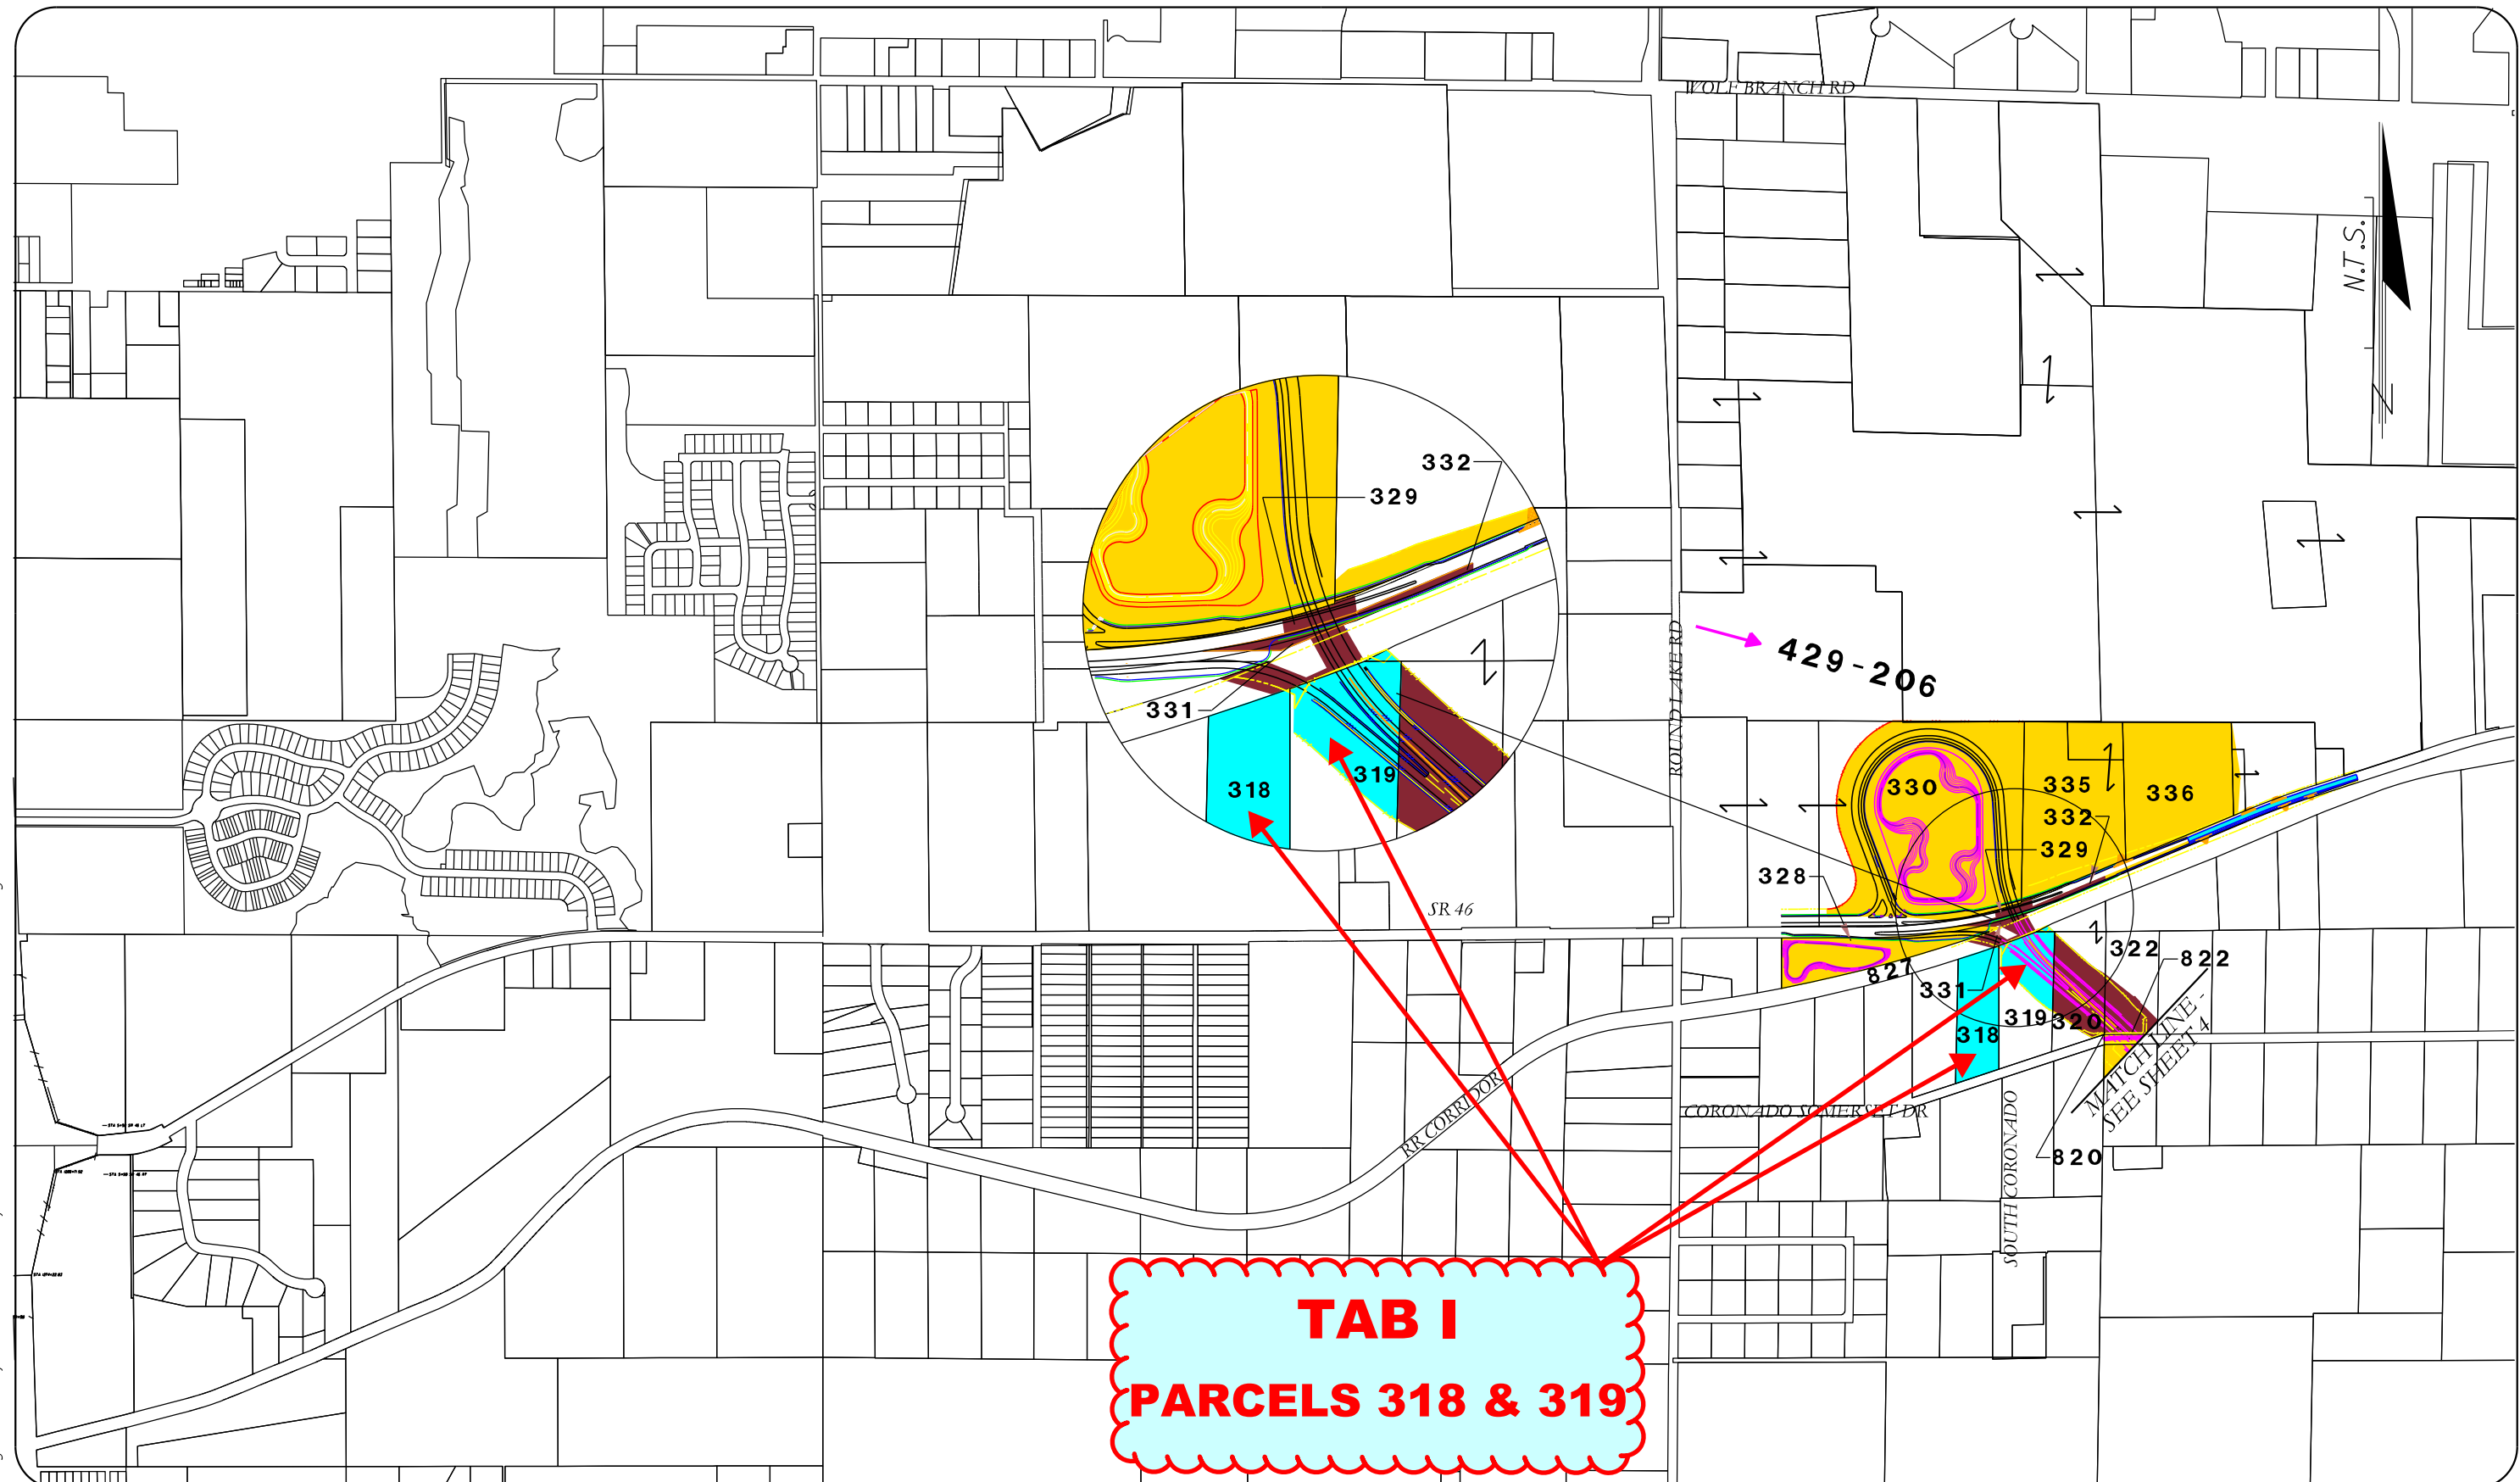 WOLF BRANCH RD
N.T.S.
332
329
ROUND LAKE RD
429-206
331
318
319
330
335
336
332
329
328
SR 46
827
322
822
331
319
320
318
MATCH LINE -
SEE SHEET 4
RR CORRIDOR
CORONADO SOMERSET DR
SOUTH CORONADO
820
TAB I
PARCELS 318 & 319